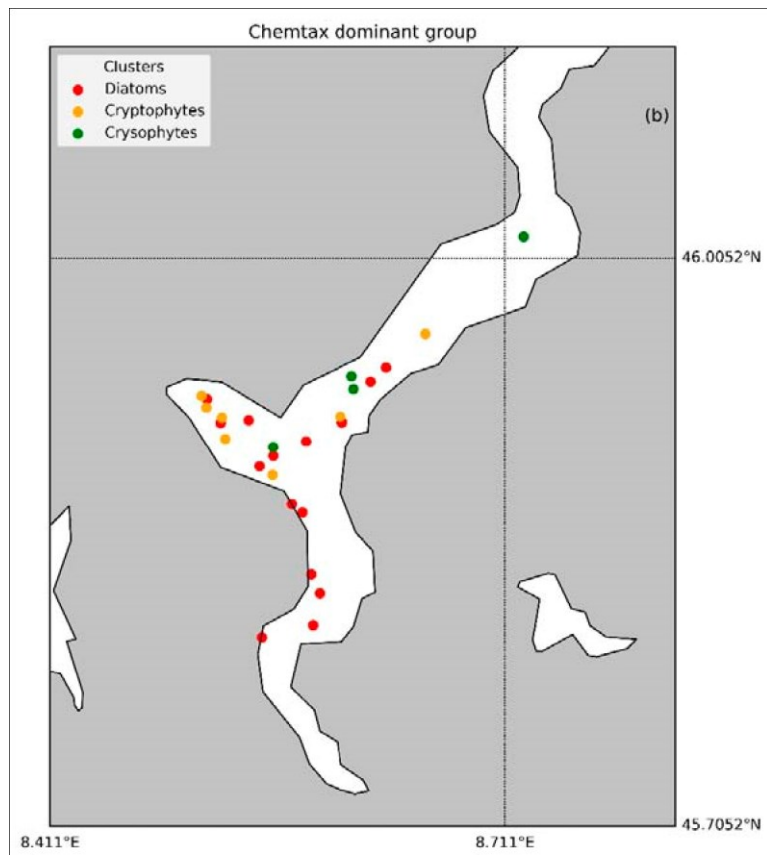 Chemtax dominant group
Clusters
Diatoms
Cryptophytes
Crysophytes
(b)
46.0052°N
45.7052°N
8.411°E
8.711°E